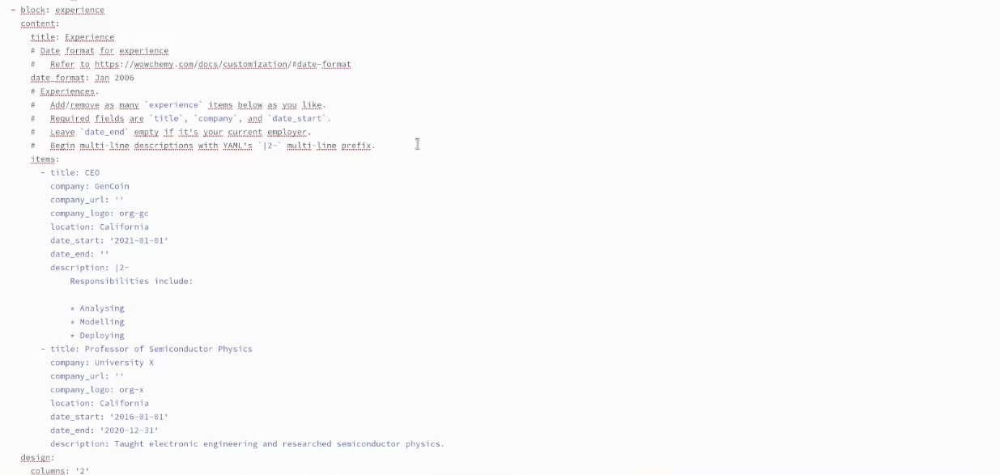 - block: experience
content:
title: Experience
# Date format for experience
#   Refer to https://wowchemy.com/docs/customization/#date-format
date_format: Jan 2006
# Experiences.
#   Add/remove as many `experience` items below as you like.
#   Required fields are `title`, `company`, and `date_start`.
#   Leave `date_end` empty if it's your current employer.
#   Begin multi-line descriptions with YAML's `|2-` multi-line prefix.
items:
- title: CEO
company: GenCoin
company_url: ''
company_logo: org-gc
location: California
date_start: '2021-01-01'
date_end: ''
description: |2-
Responsibilities include:
* Analysing
* Modelling
* Deploying
- title: Professor of Semiconductor Physics
company: University X
company_url: ''
company_logo: org-x
location: California
date_start: '2016-01-01'
date_end: '2020-12-31'
description: Taught electronic engineering and researched semiconductor physics.
design:
columns: '2'